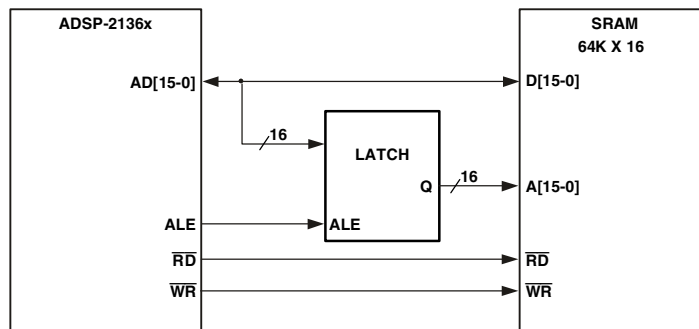 ADSP-2136x
SRAM
64K X 16
AD[15-0]
D[15-0]
16
LATCH
Q
16
A[15-0]
ALE
ALE
RD
RD
WR
WR